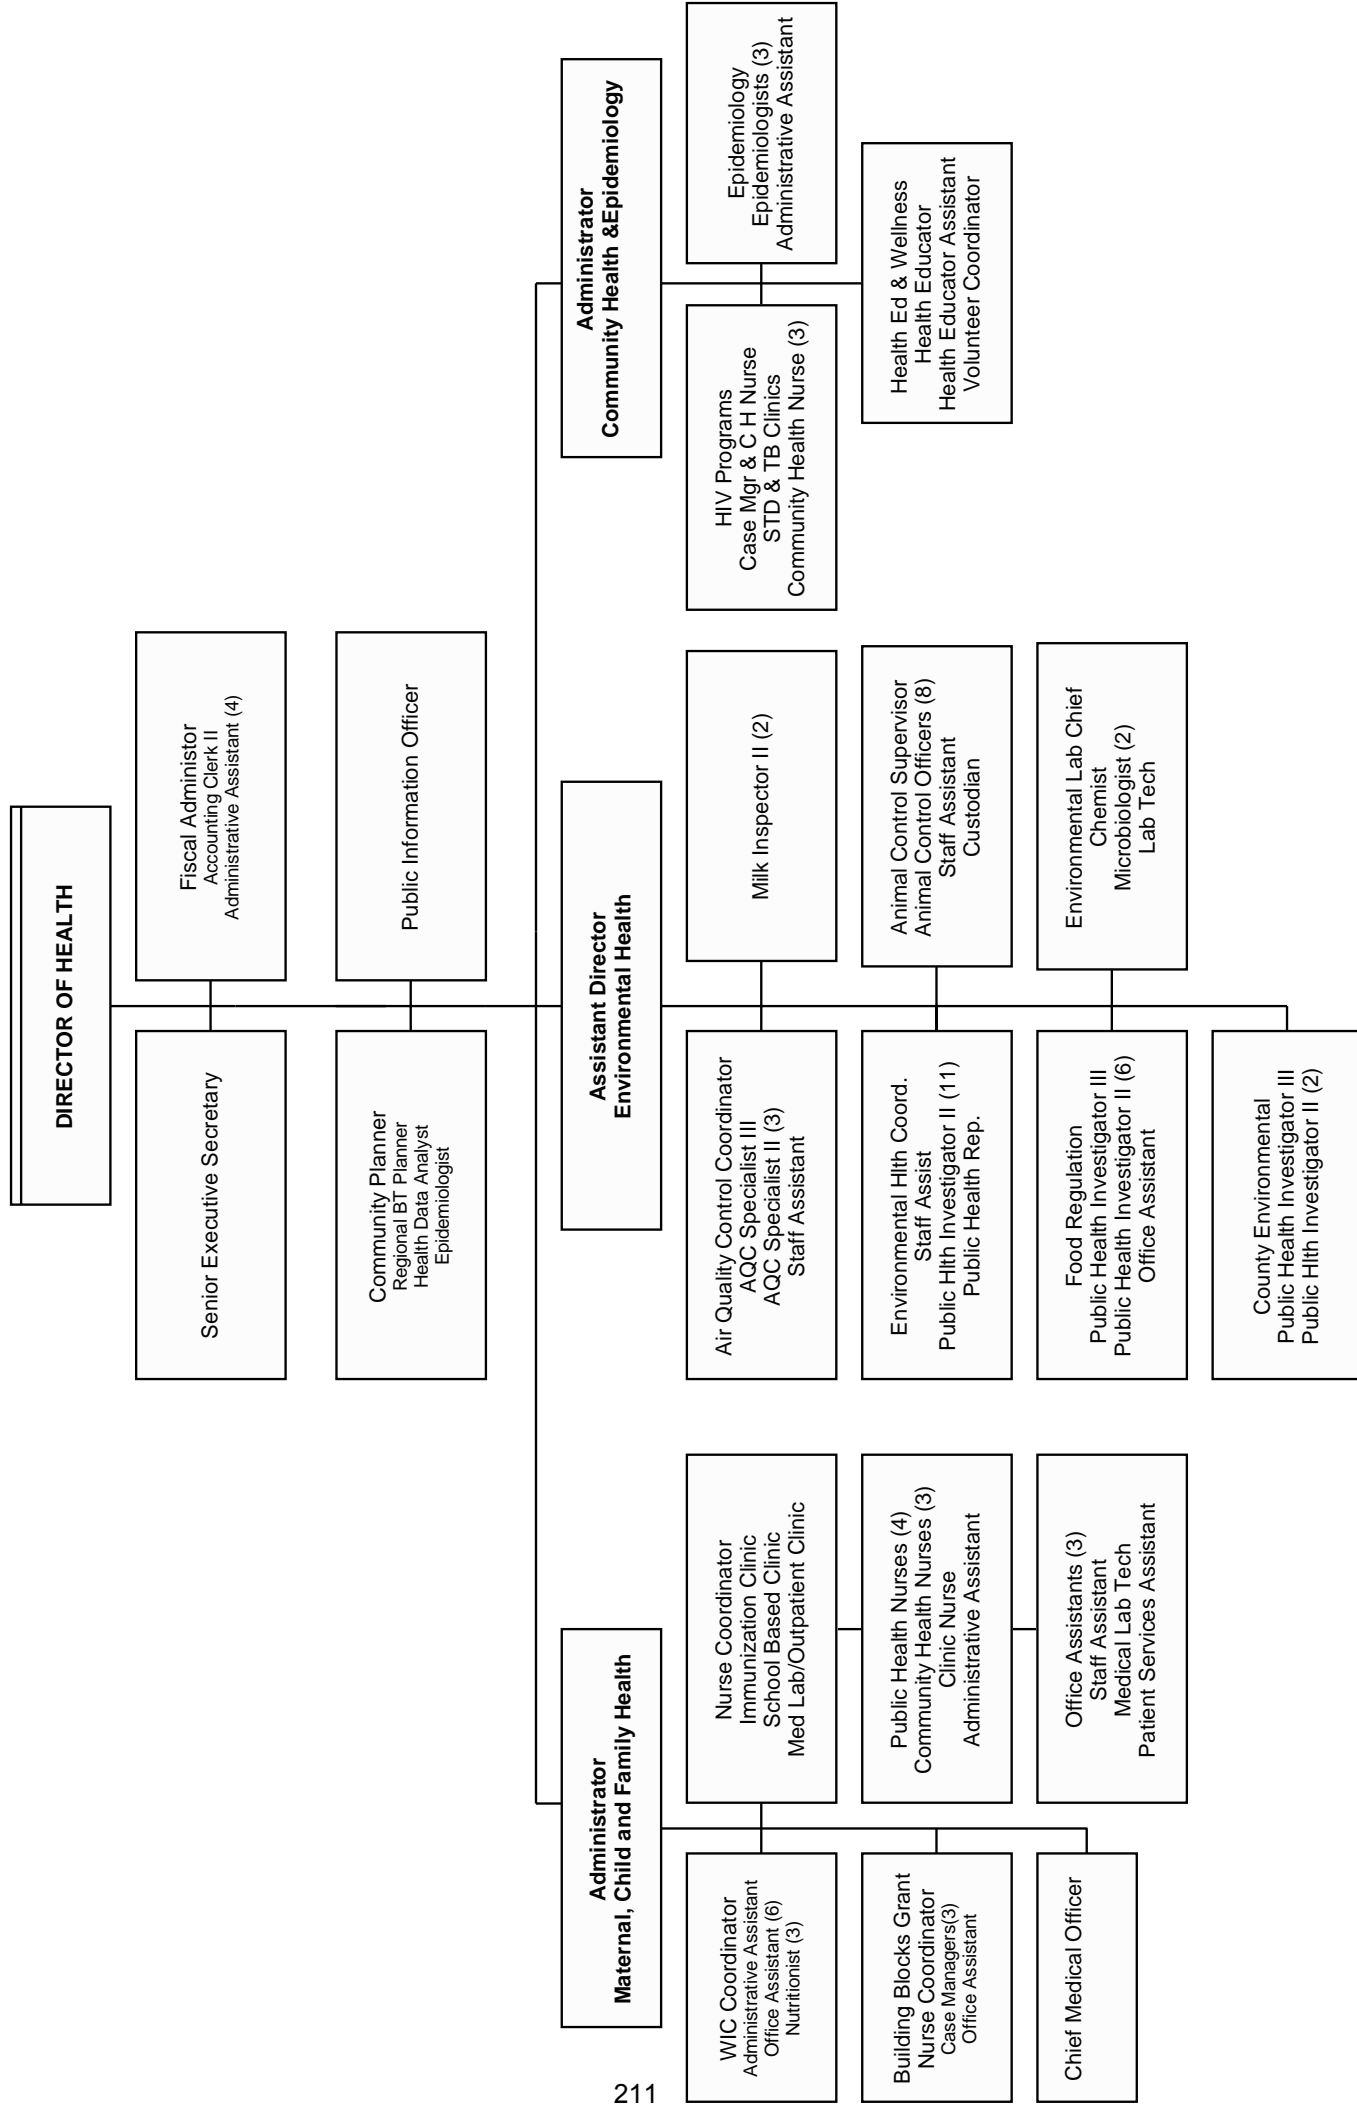 DIRECTOR OF HEALTH
Senior Executive Secretary
Fiscal Administor
Accounting Clerk II
Administrative Assistant (4)
Community Planner
Regional BT Planner
Health Data Analyst
Epidemiologist
Public Information Officer
Administrator
Maternal, Child and Family Health
Assistant Director
Environmental Health
Administrator
Community Health &Epidemiology
WIC Coordinator
Administrative Assistant
Office Assistant (6)
Nutritionist (3)
Nurse Coordinator
Immunization Clinic
School Based Clinic
Med Lab/Outpatient Clinic
Air Quality Control Coordinator
AQC Specialist III
AQC Specialist II (3)
Staff Assistant
Milk Inspector II (2)
HIV Programs
Case Mgr & C H Nurse
STD & TB Clinics
Community Health Nurse (3)
Epidemiology
Epidemiologists (3)
Administrative Assistant
Building Blocks Grant
Nurse Coordinator
Case Managers(3)
Office Assistant
Public Health Nurses (4)
Community Health Nurses (3)
Clinic Nurse
Administrative Assistant
Environmental Hlth Coord.
Staff Assist
Public Hlth Investigator II (11)
Public Health Rep.
Animal Control Supervisor
Animal Control Officers (8)
Staff Assistant
Custodian
Health Ed & Wellness
Health Educator
Health Educator Assistant
Volunteer Coordinator
Chief Medical Officer
Office Assistants (3)
Staff Assistant
Medical Lab Tech
Patient Services Assistant
Food Regulation
Public Health Investigator III
Public Health Investigator II (6)
Office Assistant
Environmental Lab Chief
Chemist
Microbiologist (2)
Lab Tech
County Environmental
Public Health Investigator III
Public Hlth Investigator II (2)
211